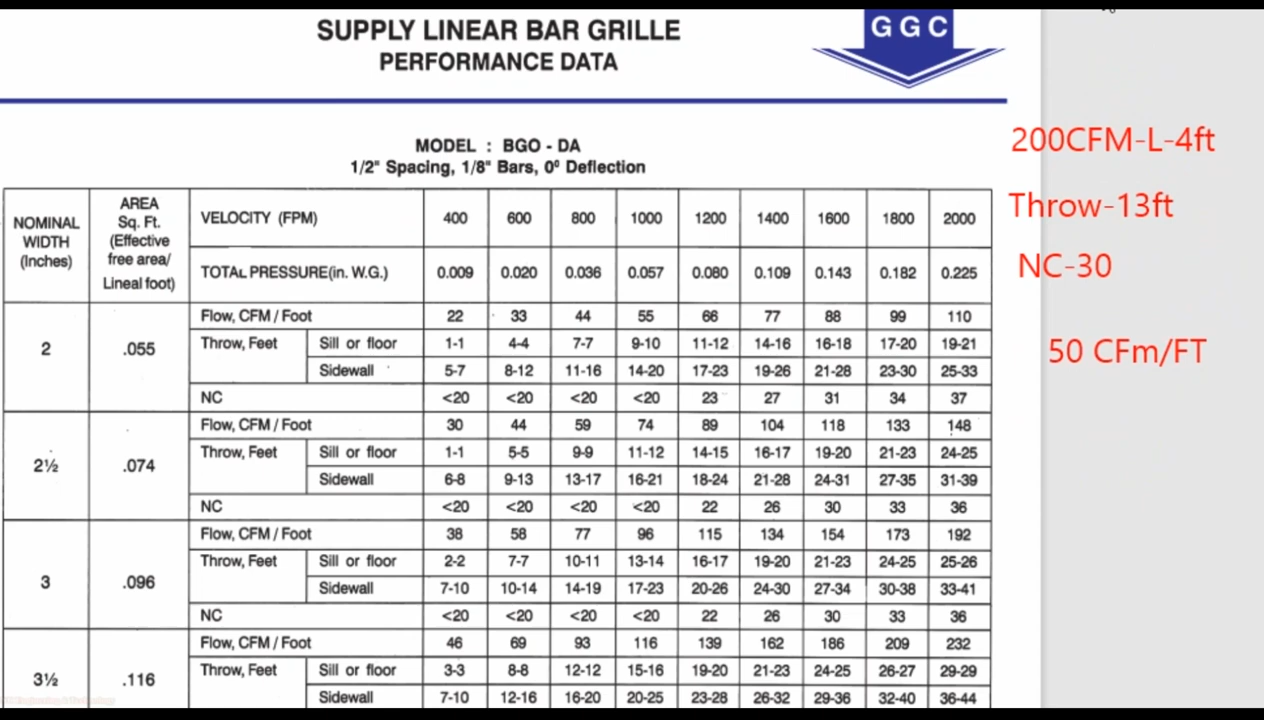 SUPPLY LINEAR BAR GRILLE
PERFORMANCE DATA
GGC
MODEL : BGO - DA
1/2" Spacing, 1/8" Bars, 0º Deflection
200CFM-L-4ft
Throw-13ft
NC-30
50 CFm/FT
NOMINAL WIDTH (Inches) AREA Sq. Ft. (Effective free area/ Lineal foot) VELOCITY (FPM) 400 600 800 1000 1200 1400 1600 1800 2000
TOTAL PRESSURE(in. W.G.) 0.009 0.020 0.036 0.057 0.080 0.109 0.143 0.182 0.225
2 .055 Flow, CFM / Foot 22 33 44 55 66 77 88 99 110
Throw, Feet Sill or floor 1-1 4-4 7-7 9-10 11-12 14-16 16-18 17-20 19-21
Sidewall 5-7 8-12 11-16 14-20 17-23 19-26 21-28 23-30 25-33
NC <20 <20 <20 <20 23 27 31 34 37
2½ .074 Flow, CFM / Foot 30 44 59 74 89 104 118 133 148
Throw, Feet Sill or floor 1-1 5-5 9-9 11-12 14-15 16-17 19-20 21-23 24-25
Sidewall 6-8 9-13 13-17 16-21 18-24 21-28 24-31 27-35 31-39
NC <20 <20 <20 <20 22 26 30 33 36
3 .096 Flow, CFM / Foot 38 58 77 96 115 134 154 173 192
Throw, Feet Sill or floor 2-2 7-7 10-11 13-14 16-17 19-20 21-23 24-25 25-26
Sidewall 7-10 10-14 14-19 17-23 20-26 24-30 27-34 30-38 33-41
NC <20 <20 <20 <20 22 26 30 33 36
3½ .116 Flow, CFM / Foot 46 69 93 116 139 162 186 209 232
Throw, Feet Sill or floor 3-3 8-8 12-12 15-16 19-20 21-23 24-25 26-27 29-29
Sidewall 7-10 12-16 16-20 20-25 23-28 26-32 29-36 32-40 36-44